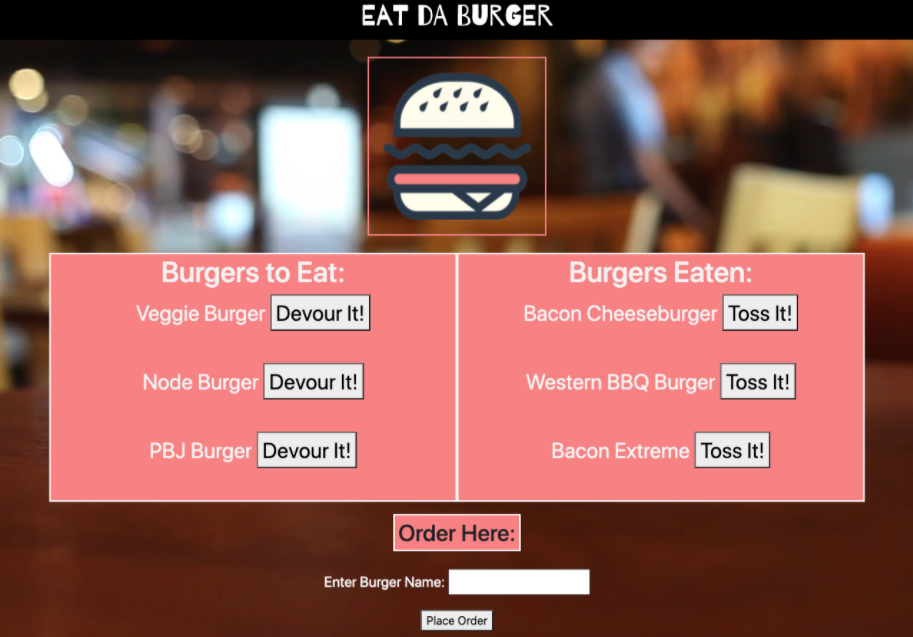 EAT DA BURGER
Burgers to Eat:
Veggie Burger Devour It!
Node Burger Devour It!
PBJ Burger Devour It!
Burgers Eaten:
Bacon Cheeseburger Toss It!
Western BBQ Burger Toss It!
Bacon Extreme Toss It!
Order Here:
Enter Burger Name:
Place Order